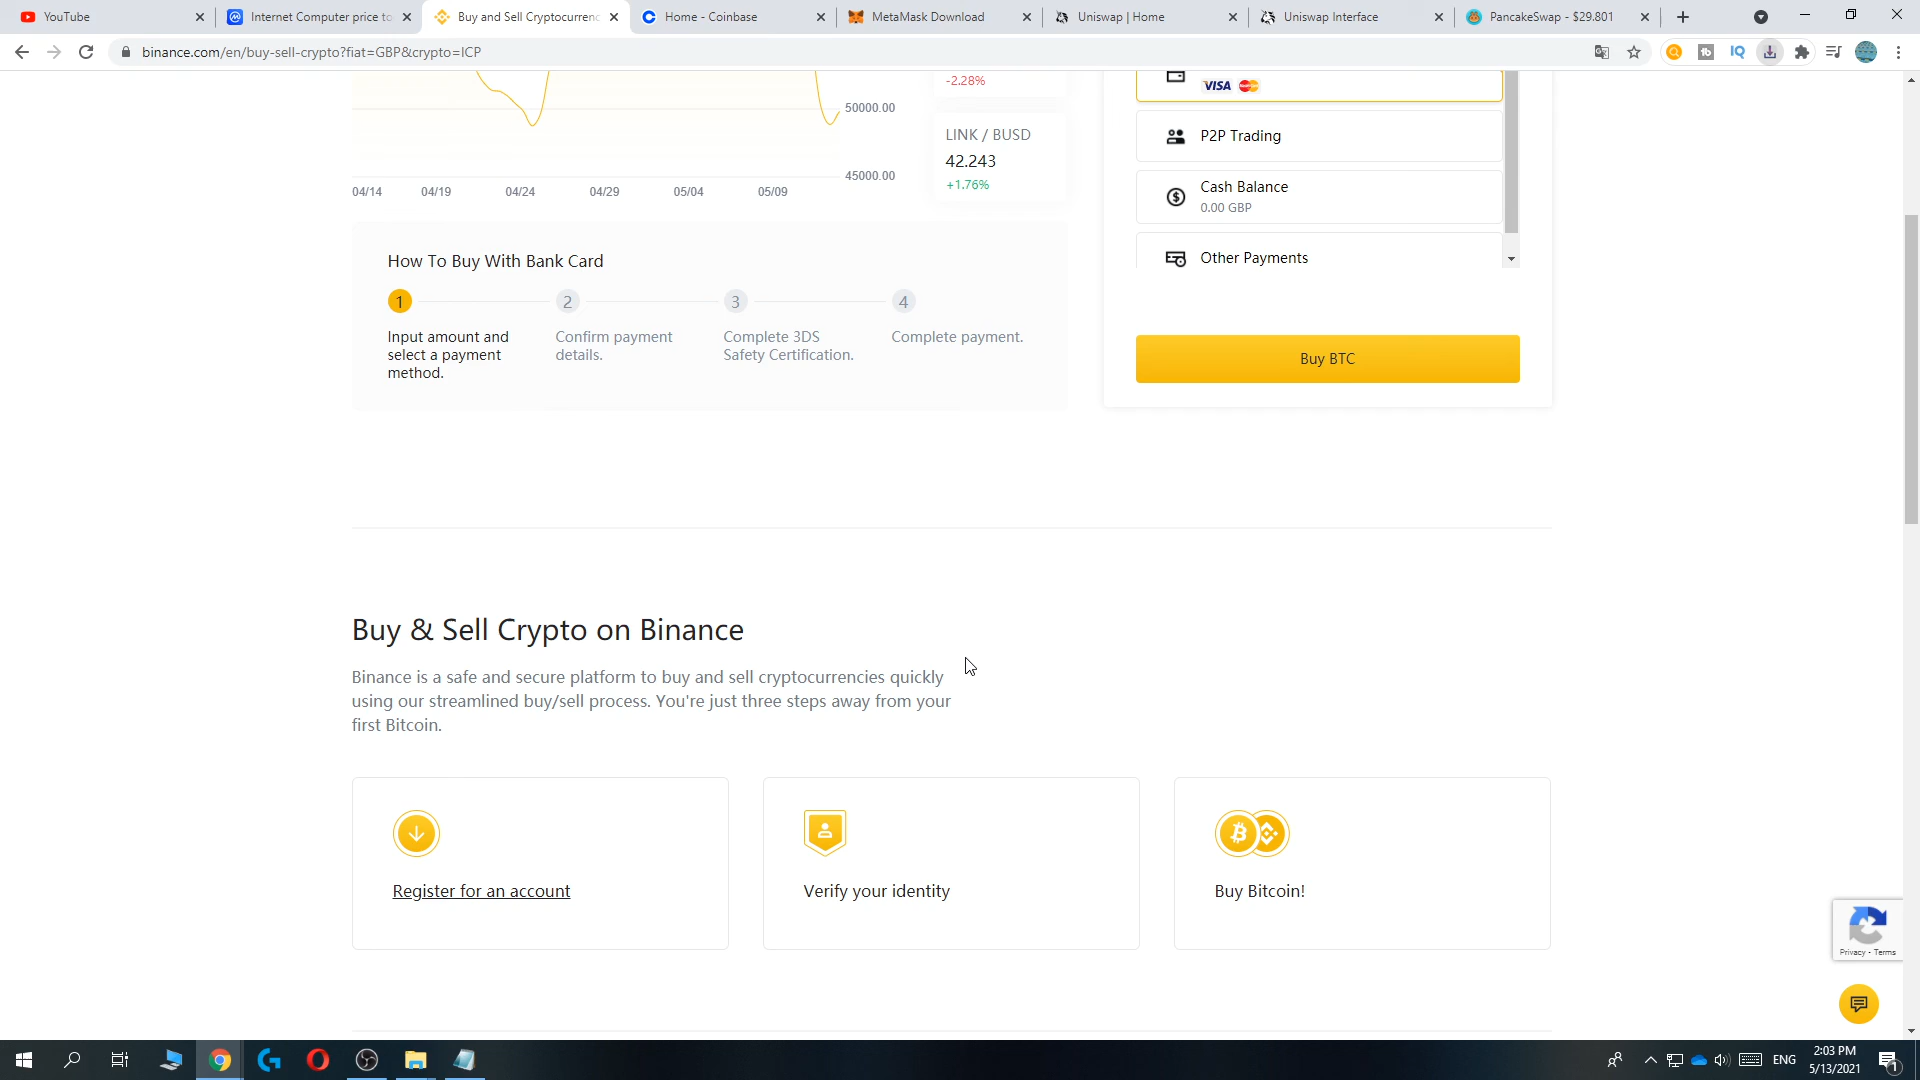 YouTube
Internet Computer price to
Buy and Sell Cryptocurrenc
Home - Coinbase
MetaMask Download
Uniswap | Home
Uniswap Interface
PancakeSwap - $29.801
binance.com/en/buy-sell-crypto?fiat=GBP&crypto=ICP
50000.00
45000.00
04/14 04/19 04/24 04/29 05/04 05/09
-2.28%
LINK / BUSD
42.243
+1.76%
VISA
P2P Trading
Cash Balance
0.00 GBP
Other Payments
Buy BTC
How To Buy With Bank Card
1 2 3 4
Input amount and
select a payment
method.
Confirm payment
details.
Complete 3DS
Safety Certification.
Complete payment.
Buy & Sell Crypto on Binance
Binance is a safe and secure platform to buy and sell cryptocurrencies quickly
using our streamlined buy/sell process. You're just three steps away from your
first Bitcoin.
Register for an account
Verify your identity
Buy Bitcoin!
Privacy - Terms
ENG
2:03 PM
5/13/2021
1